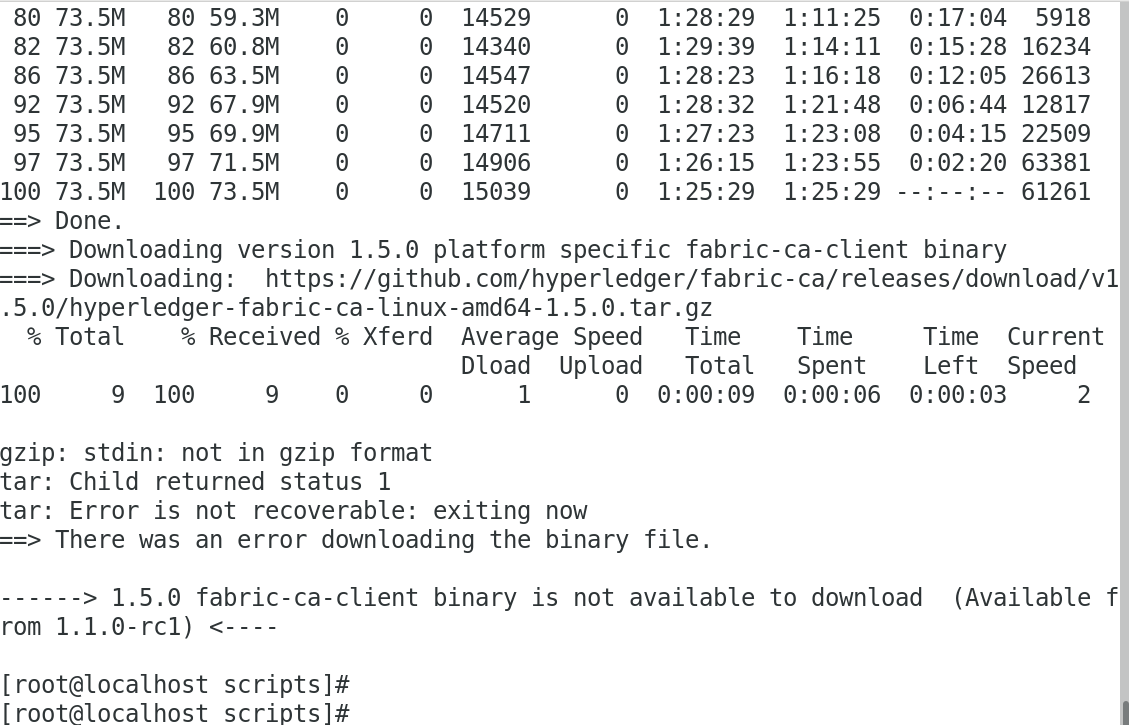 80 73.5M 80 59.3M 0 0 14529 0 1:28:29 1:11:25 0:17:04 5918
82 73.5M 82 60.8M 0 0 14340 0 1:29:39 1:14:11 0:15:28 16234
86 73.5M 86 63.5M 0 0 14547 0 1:28:23 1:16:18 0:12:05 26613
92 73.5M 92 67.9M 0 0 14520 0 1:28:32 1:21:48 0:06:44 12817
95 73.5M 95 69.9M 0 0 14711 0 1:27:23 1:23:08 0:04:15 22509
97 73.5M 97 71.5M 0 0 14906 0 1:26:15 1:23:55 0:02:20 63381
100 73.5M 100 73.5M 0 0 15039 0 1:25:29 1:25:29 --:--:-- 61261
==> Done.
===> Downloading version 1.5.0 platform specific fabric-ca-client binary
===> Downloading:  https://github.com/hyperledger/fabric-ca/releases/download/v1
.5.0/hyperledger-fabric-ca-linux-amd64-1.5.0.tar.gz
% Total % Received % Xferd Average Speed Time Time Time Current
Dload Upload Total Spent Left Speed
100 9 100 9 0 0 1 0 0:00:09 0:00:06 0:00:03 2
gzip: stdin: not in gzip format
tar: Child returned status 1
tar: Error is not recoverable: exiting now
==> There was an error downloading the binary file.
------> 1.5.0 fabric-ca-client binary is not available to download  (Available f
rom 1.1.0-rc1) <----
[root@localhost scripts]#
[root@localhost scripts]#